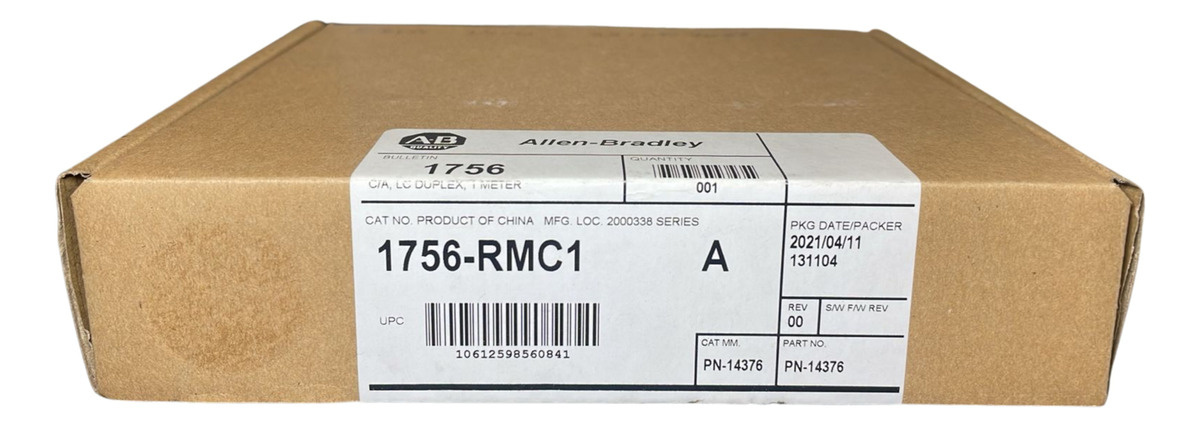 A-B
QUALITY
Allen-Bradley
BULLETIN 1756
QUANTITY
001
C/A, LC DUPLEX, 1 METER
CAT NO. PRODUCT OF CHINA MFG. LOC. 2000338 SERIES
1756-RMC1 A
PKG DATE/PACKER
2021/04/11
131104
UPC
10612598560841
REV
00
S/W F/W REV
CAT MM.
PN-14376
PART NO.
PN-14376